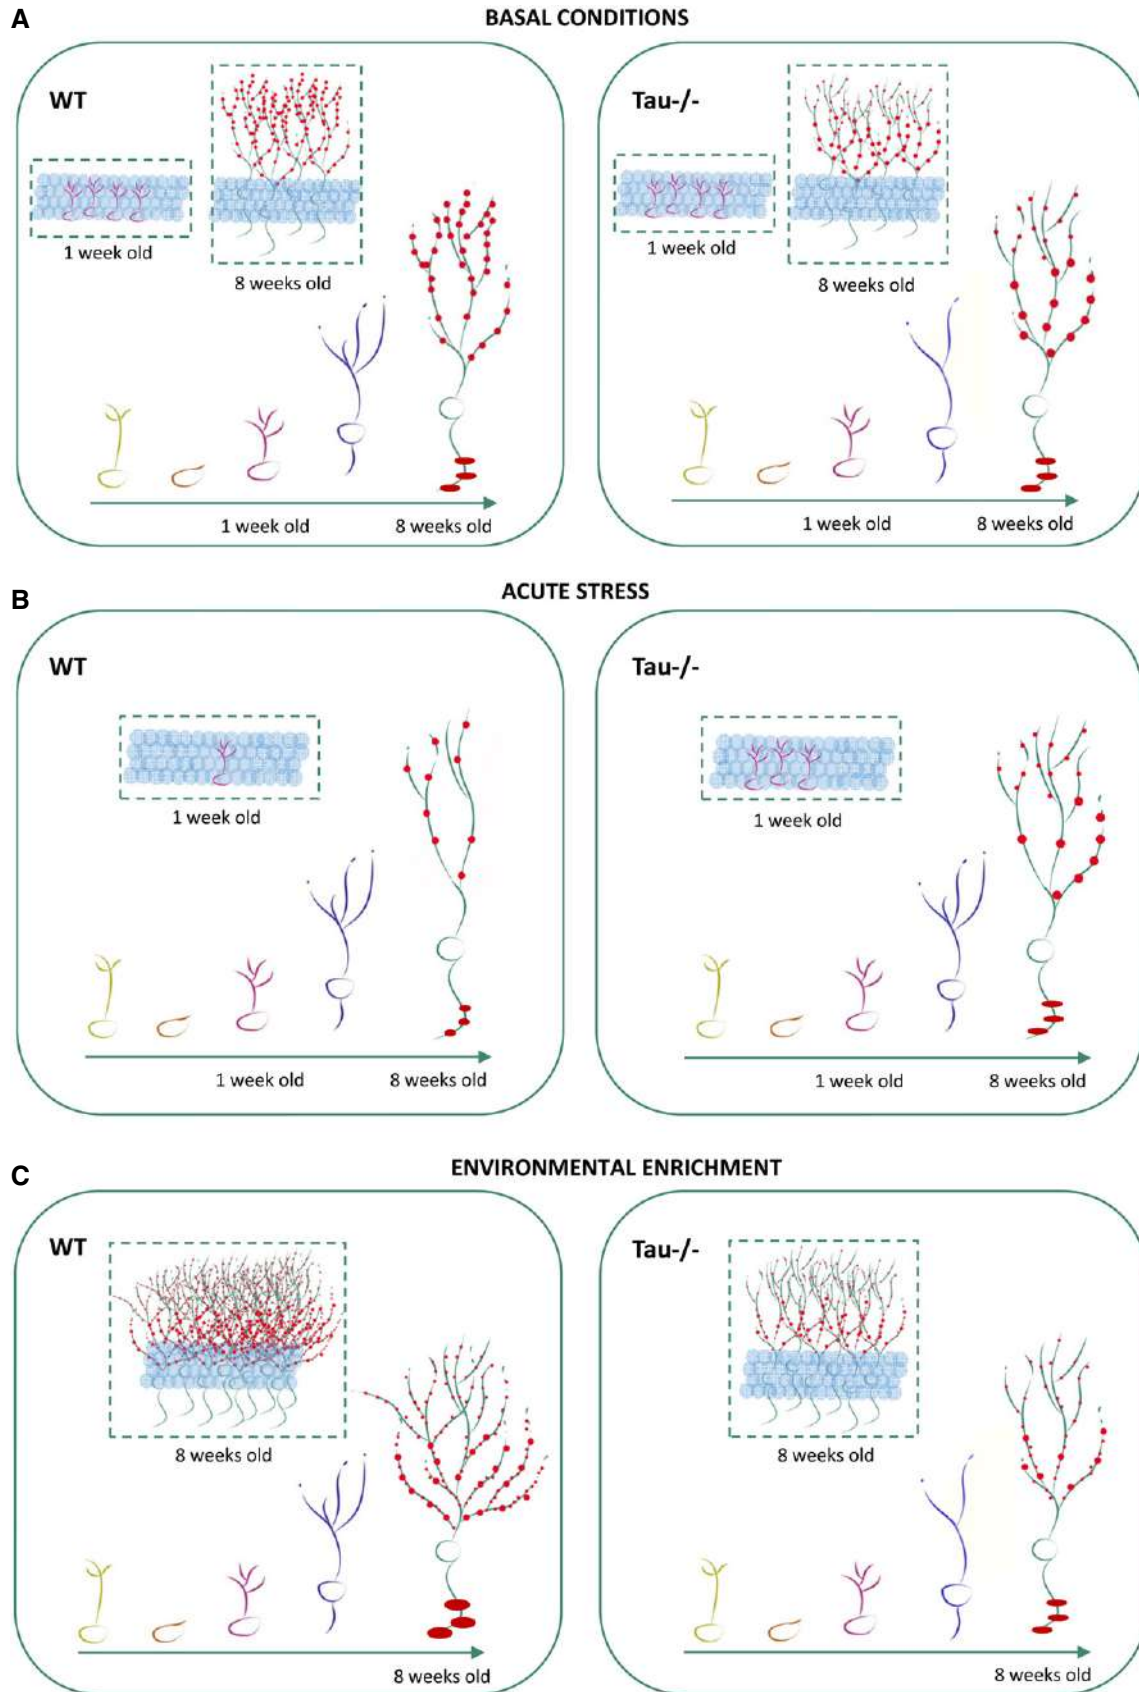 A
BASAL CONDITIONS
WT
1 week old
8 weeks old
1 week old
8 weeks old
Tau-/-
1 week old
8 weeks old
1 week old
8 weeks old
B
ACUTE STRESS
WT
1 week old
1 week old
8 weeks old
Tau-/-
1 week old
1 week old
8 weeks old
C
ENVIRONMENTAL ENRICHMENT
WT
8 weeks old
8 weeks old
Tau-/-
8 weeks old
8 weeks old